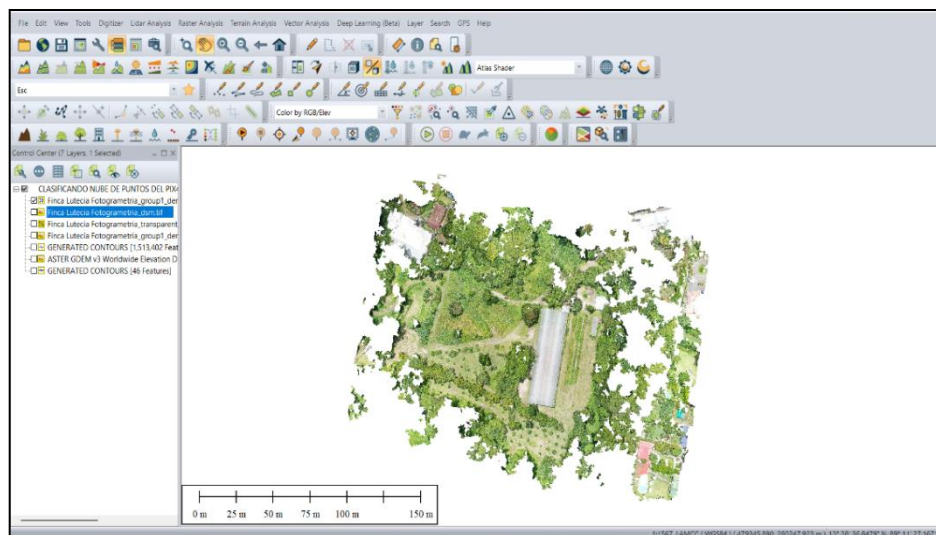 File Edit View Tools Digitizer Lidar Analysis Raster Analysis Terrain Analysis Vector Analysis Deep Learning (Beta) Layer Search GPS Help
Atlas Shader
Esc
Color by RGB/Elev
Control Center (7 Layers, 1 Selected)
CLASIFICANDO NUBE DE PUNTOS DEL PIX4
Finca Lutecia Fotogrametria_group1_der
Finca Lutecia Fotogrametria_dsm.tif
Finca Lutecia Fotogrametria_transparent
Finca Lutecia Fotogrametria_group1_der
GENERATED CONTOURS [1,513,402 Feat
ASTER GDEM v3 Worldwide Elevation D
GENERATED CONTOURS [46 Features]
0 m 25 m 50 m 75 m 100 m 150 m